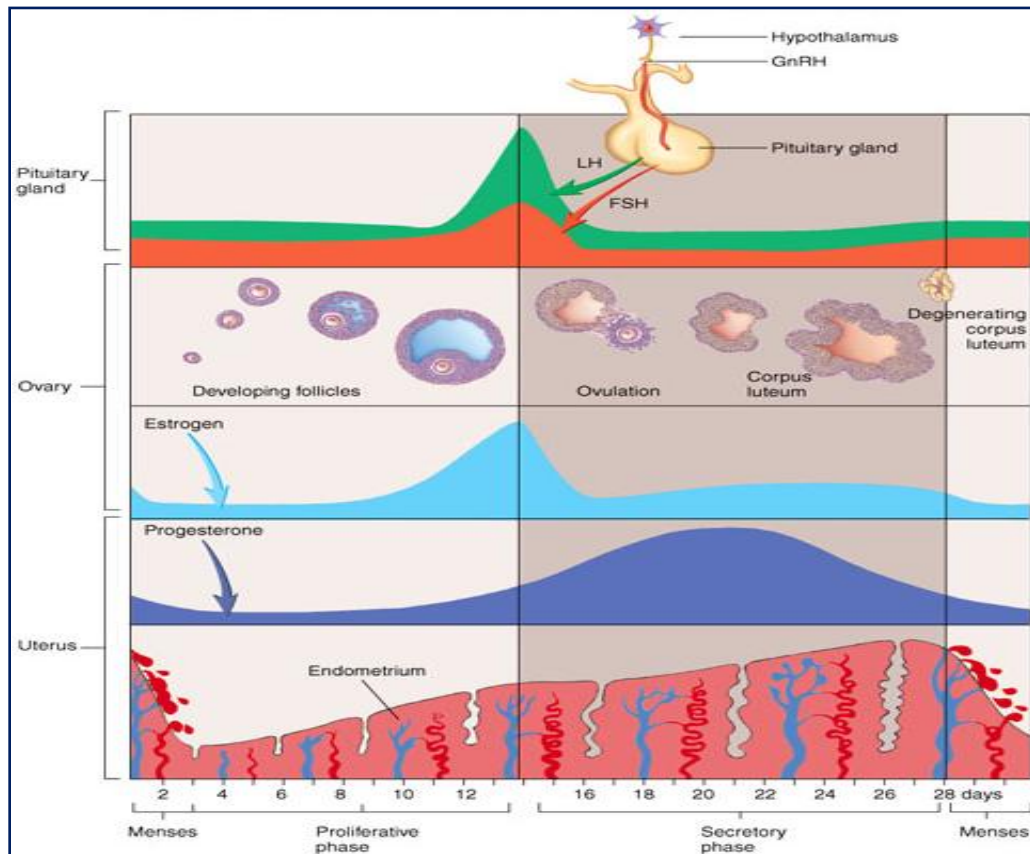 Hypothalamus
GnRH
Pituitary gland
LH
FSH
Pituitary
gland
Degenerating
corpus
luteum
Ovary
Developing follicles
Ovulation
Corpus
luteum
Estrogen
Progesterone
Uterus
Endometrium
2 4 6 8 10 12 16 18 20 22 24 26 28 days
Menses
Proliferative
phase
Secretory
phase
Menses